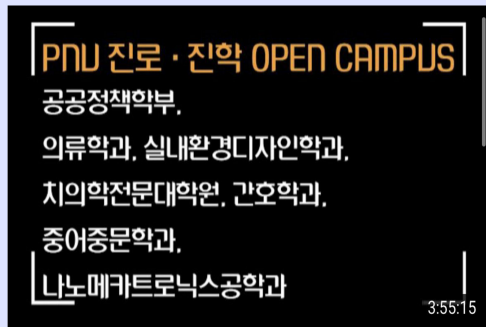 PNU 진로 · 진학 OPEN CAMPUS
공공정책학부,
의류학과, 실내환경디자인학과,
치의학전문대학원, 간호학과,
중어중문학과,
나노메카트로닉스공학과
3:55:15